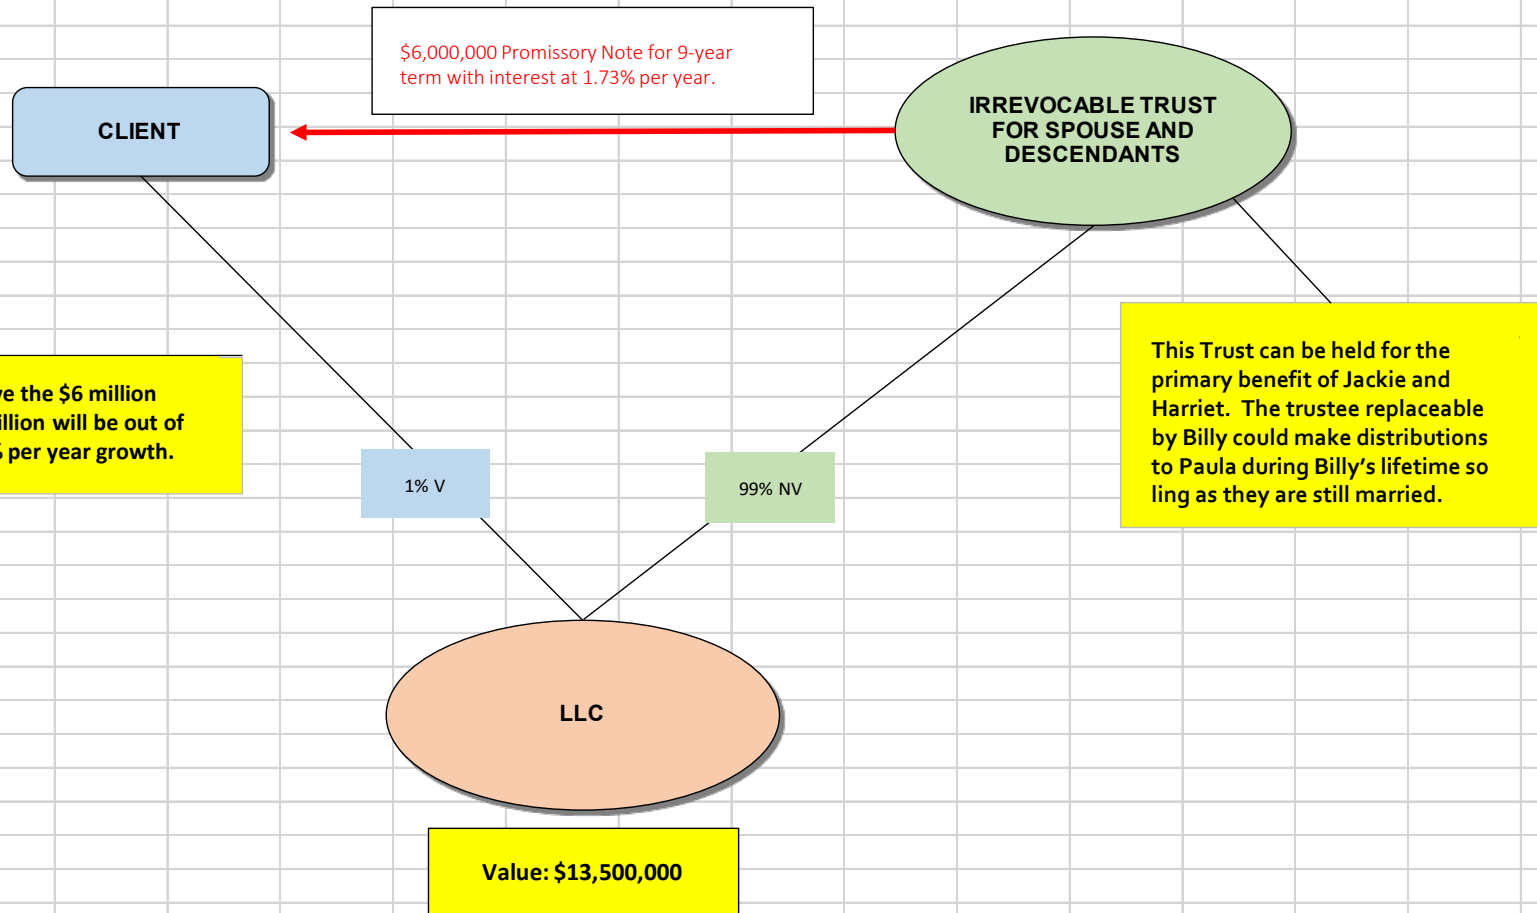 $6,000,000 Promissory Note for 9-year
term with interest at 1.73% per year.
CLIENT
IRREVOCABLE TRUST
FOR SPOUSE AND
DESCENDANTS
the $6 million
will be out of
per year growth.
This Trust can be held for the
primary benefit of Jackie and
Harriet. The trustee replaceable
by Billy could make distributions
to Paula during Billy's lifetime so
ling as they are still married.
1% V
99% NV
LLC
Value: $13,500,000